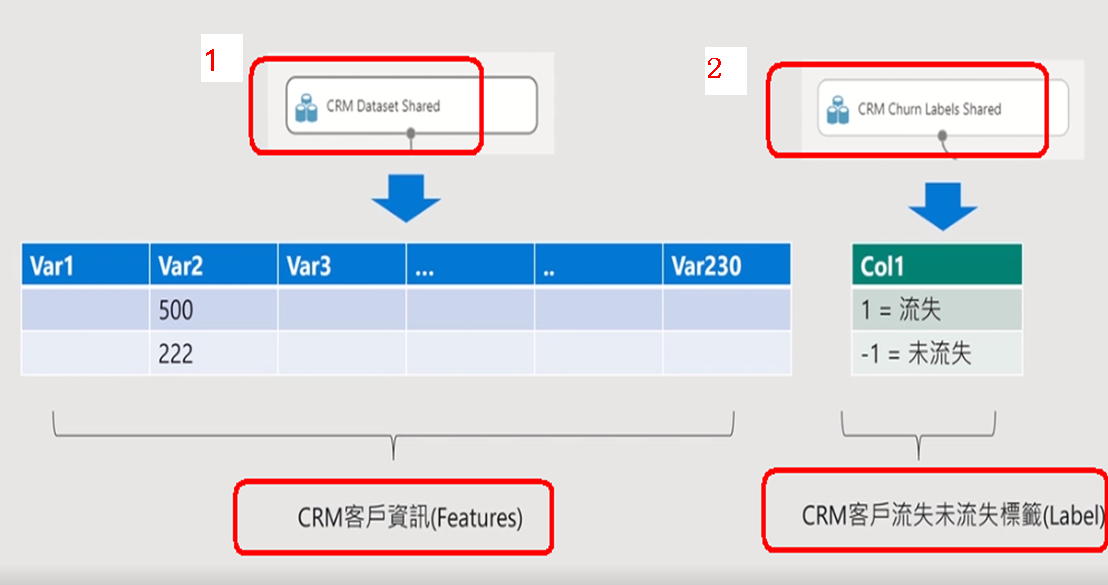 1
CRM Dataset Shared
2
CRM Churn Labels Shared
Var1 Var2 Var3 ... .. Var230
500
222
Col1
1 = 流失
-1 = 未流失
CRM客戶資訊(Features)
CRM客戶流失未流失標籤(Label)